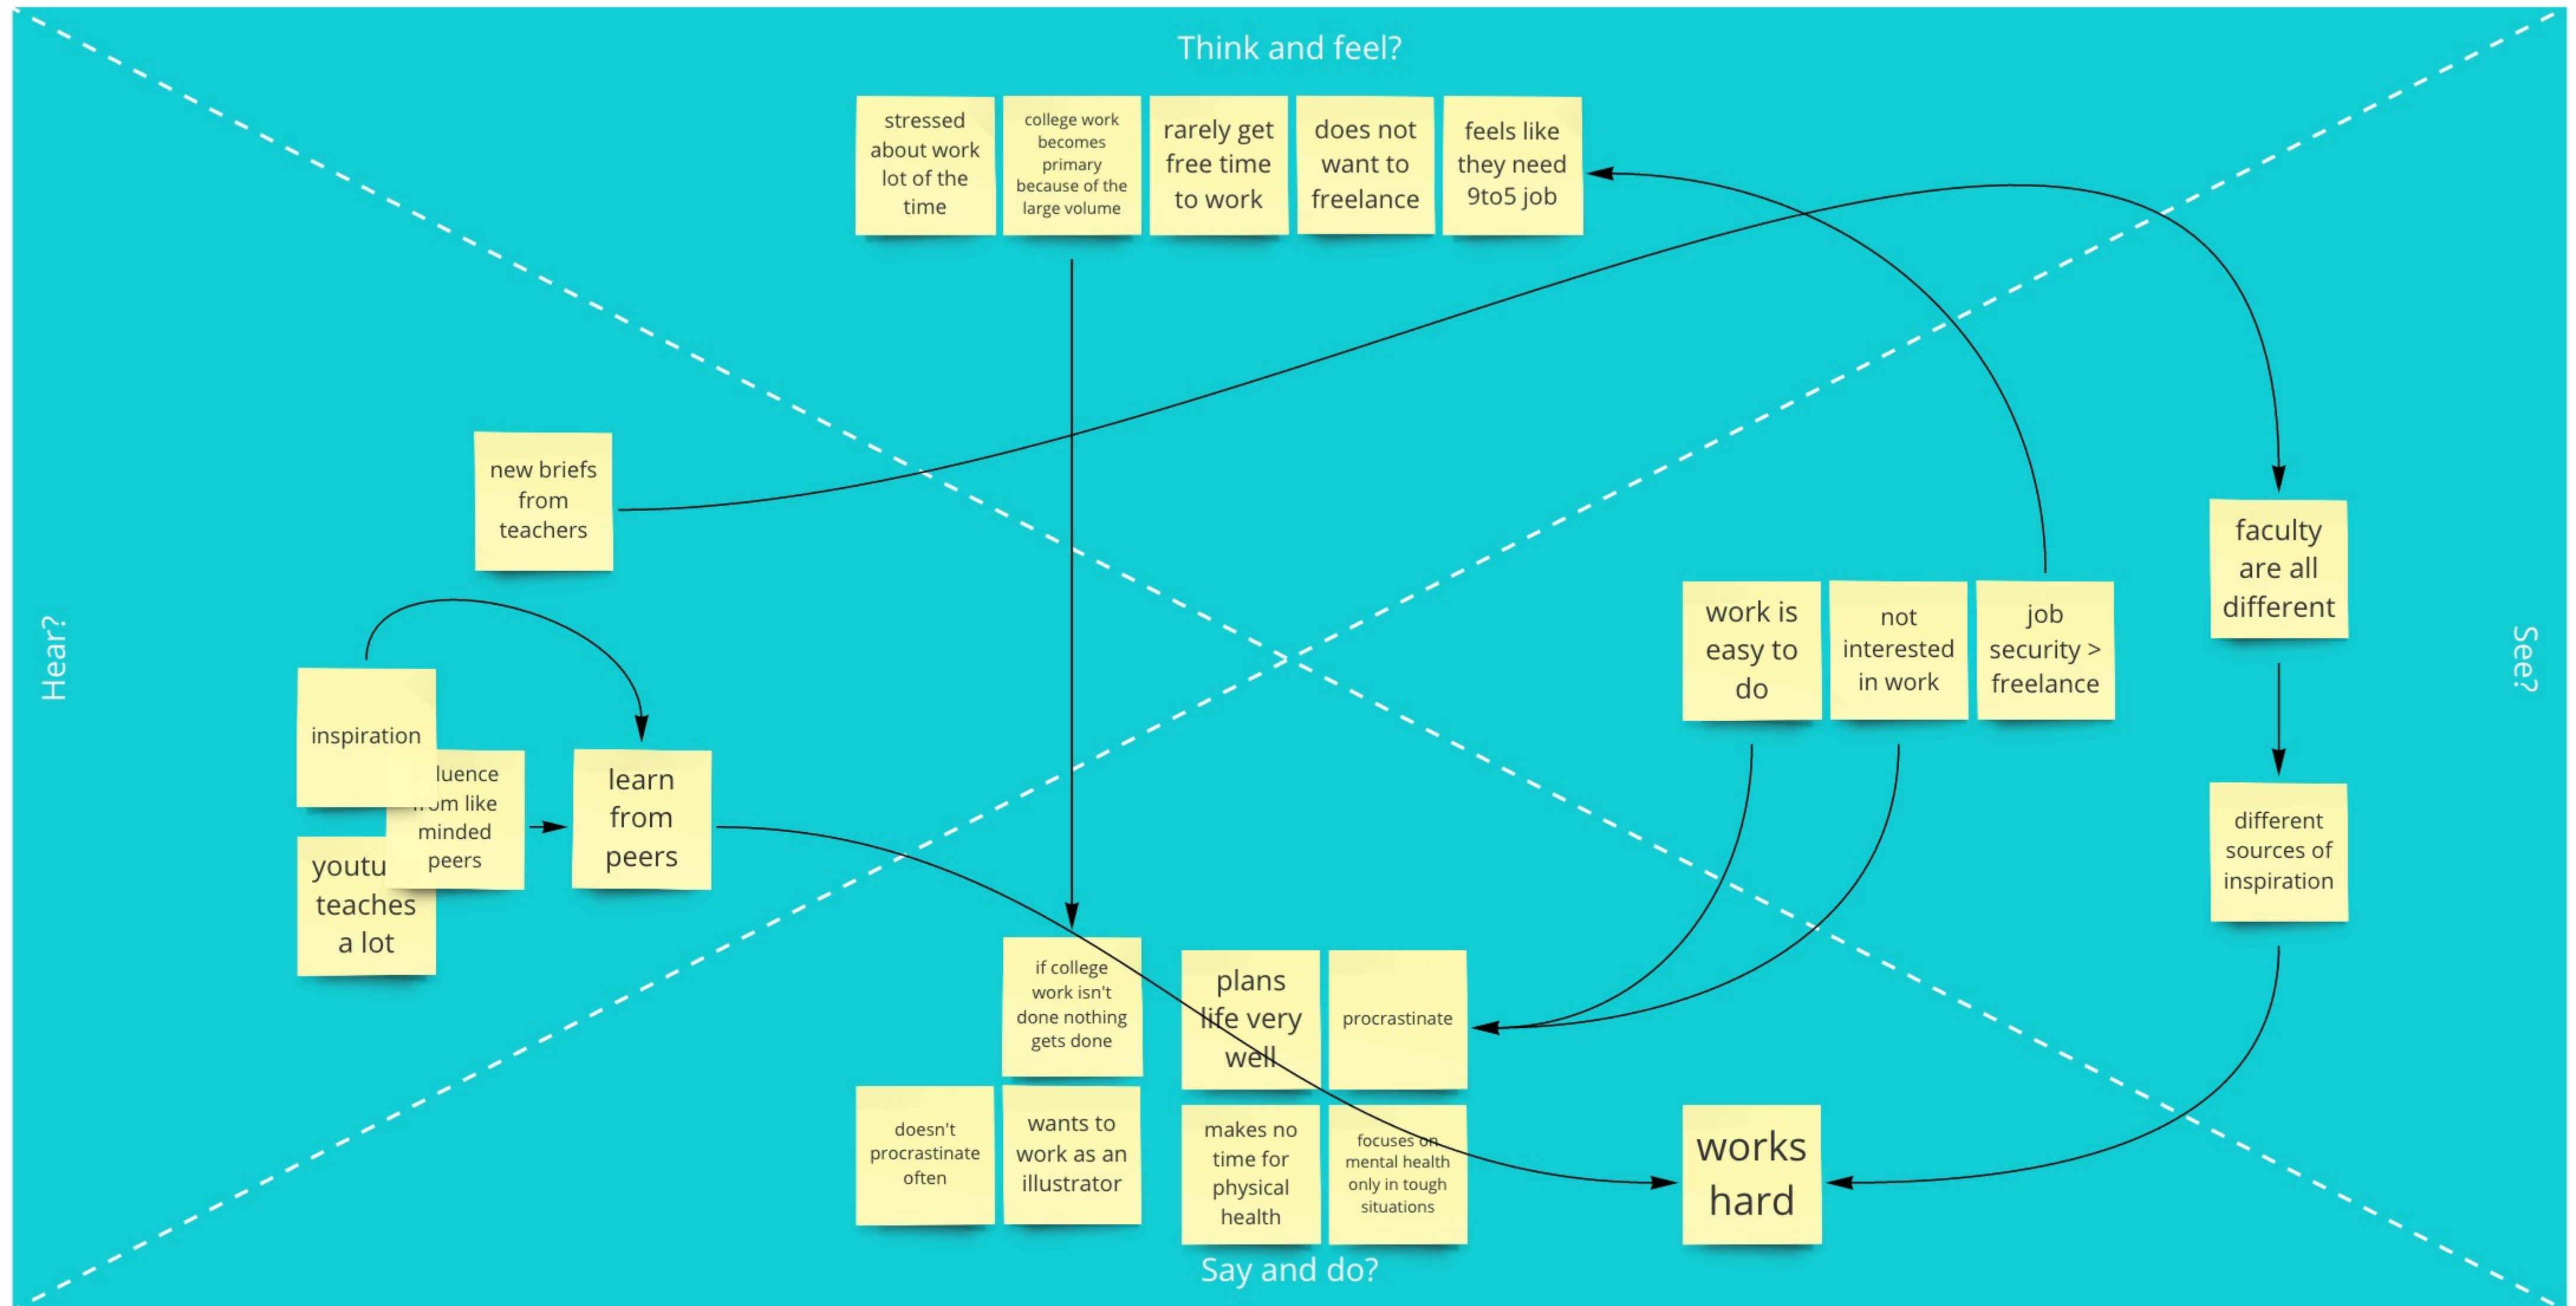 Think and feel?
stressed
about work
lot of the
time
college work
becomes
primary
because of the
large volume
rarely get
free time
to work
does not
want to
freelance
feels like
they need
9to5 job
Hear?
new briefs
from
teachers
inspiration
from like
minded
peers
teaches
a lot
learn
from
peers
See?
work is
easy to
do
not
interested
in work
job
security >
freelance
faculty
are all
different
different
sources of
inspiration
if college
work isn't
done nothing
gets done
plans
life very
well
procrastinate
doesn't
procrastinate
often
wants to
work as an
illustrator
makes no
time for
physical
health
focuses on
mental health
only in tough
situations
works
hard
Say and do?